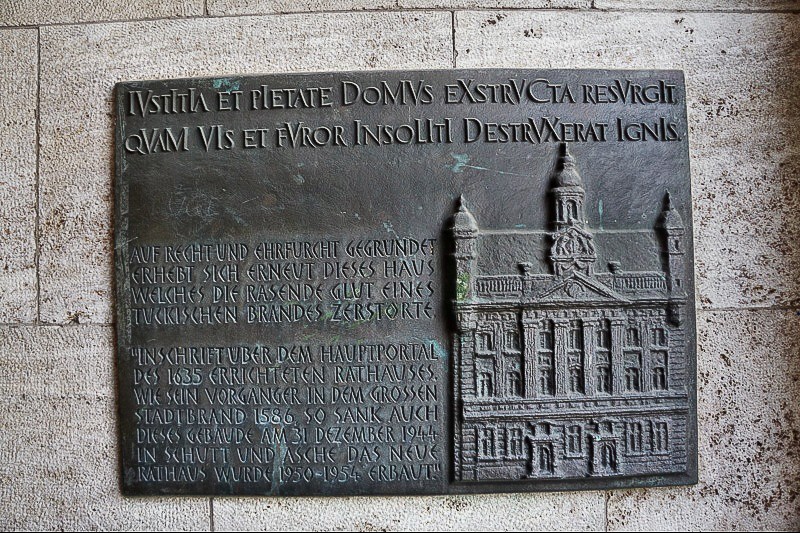 IVSTITIA ET PIETATE DOMVS EXSTRVCTA RESVRGIT,
QVAM VIS ET FVROR INSOLITI DESTRVXERAT IGNIS.
AUF RECHT UND EHRFURCHT GEGRÜNDET
ERHEBT SICH ERNEUT DIESES HAUS
WELCHES DIE RASENDE GLUT EINES
TÜCKISCHEN BRANDES ZERSTÖRTE.
"INSCHRIFT ÜBER DEM HAUPTPORTAL
DES 1635 ERRICHTETEN RATHAUSES.
WIE SEIN VORGÄNGER IN DEM GROSSEN
STADTBRAND 1586, SO SANK AUCH
DIESES GEBÄUDE AM 31 DEZEMBER 1944
IN SCHUTT UND ASCHE DAS NEUE
RATHAUS WURDE 1950-1954 ERBAUT"